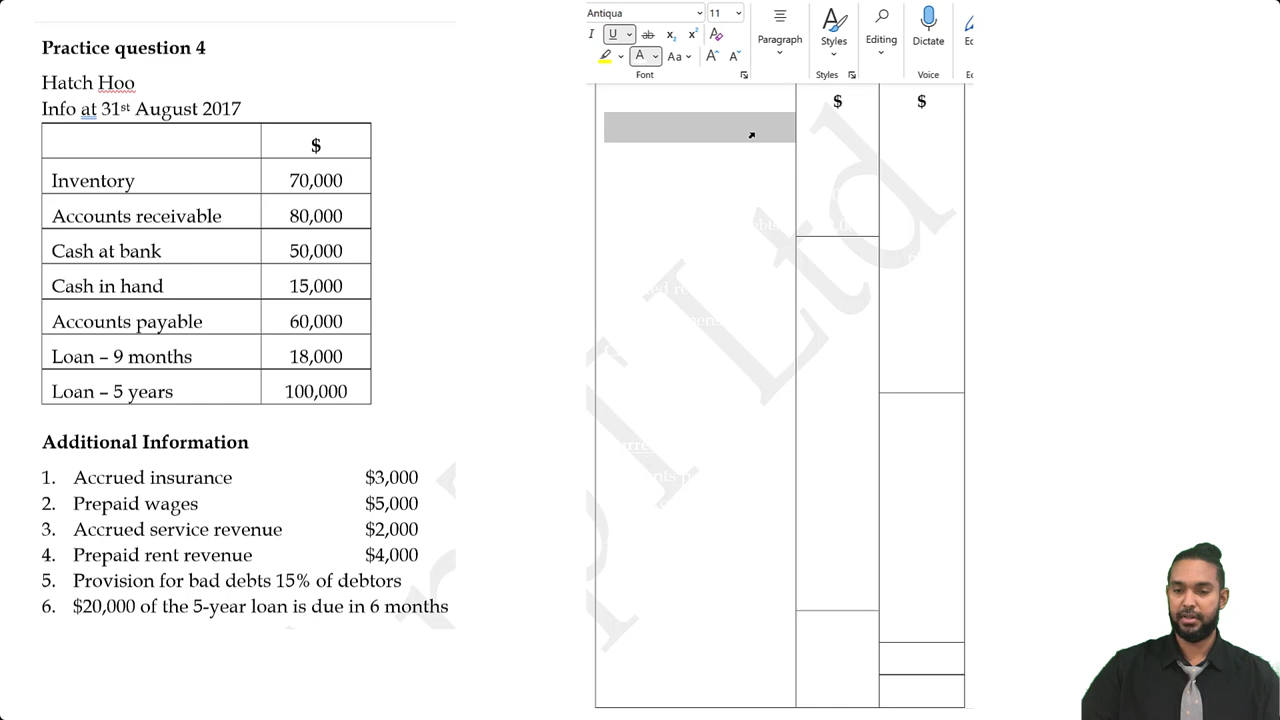 Practice question 4
Hatch Hoo
Info at 31st August 2017
$
Inventory 70,000
Accounts receivable 80,000
Cash at bank 50,000
Cash in hand 15,000
Accounts payable 60,000
Loan – 9 months 18,000
Loan – 5 years 100,000
Additional Information
1. Accrued insurance $3,000
2. Prepaid wages $5,000
3. Accrued service revenue $2,000
4. Prepaid rent revenue $4,000
5. Provision for bad debts 15% of debtors
6. $20,000 of the 5-year loan is due in 6 months
Antiqua 11
I U ab x₂ x² A
A Aa A A
Paragraph
Styles
Editing
Dictate
Font
Styles
Voice
$ $
Ltd